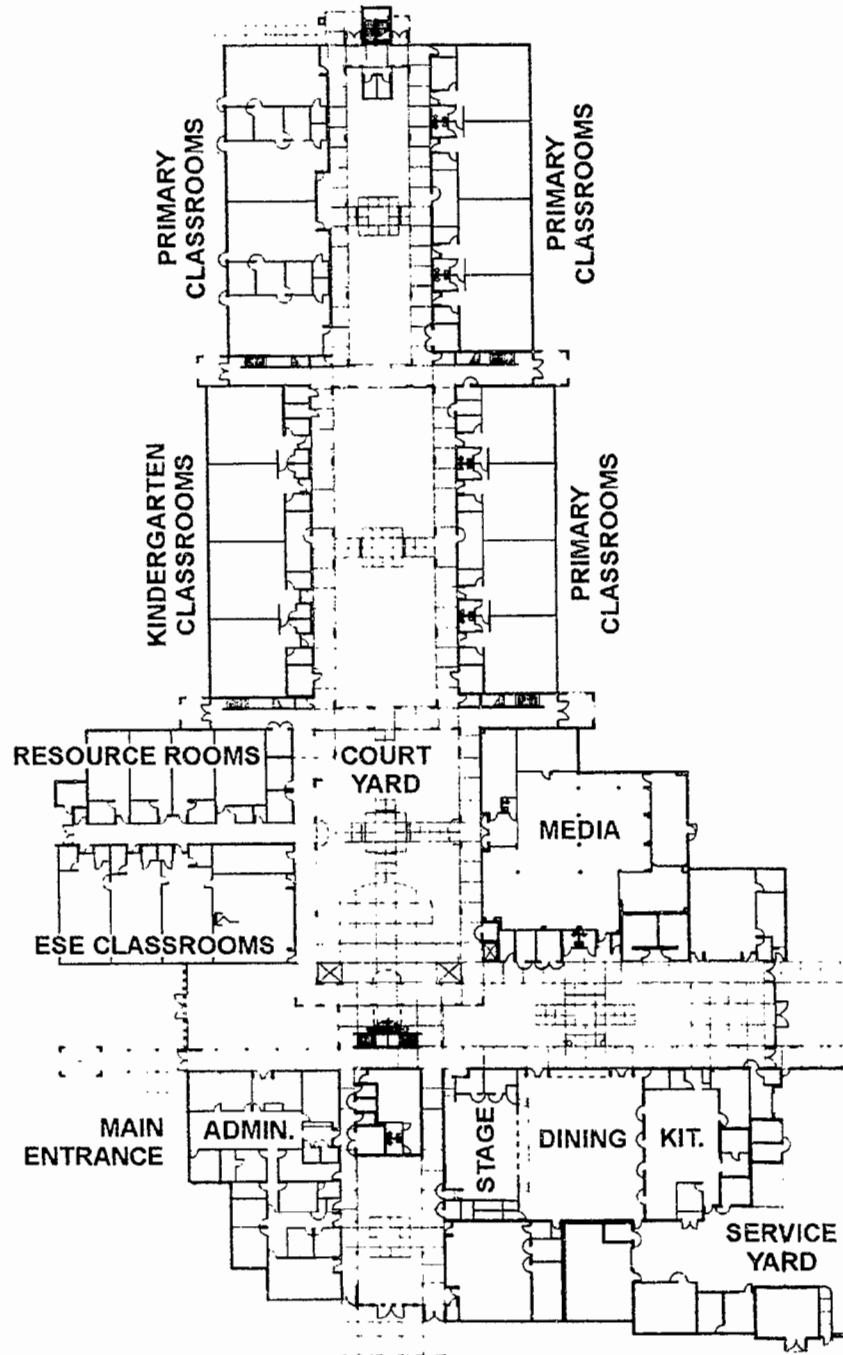 PRIMARY
CLASSROOMS
PRIMARY
CLASSROOMS
KINDERGARTEN
CLASSROOMS
PRIMARY
CLASSROOMS
RESOURCE ROOMS
COURT
YARD
MEDIA
ESE CLASSROOMS
MAIN
ENTRANCE
ADMIN.
STAGE
DINING
KIT.
SERVICE
YARD